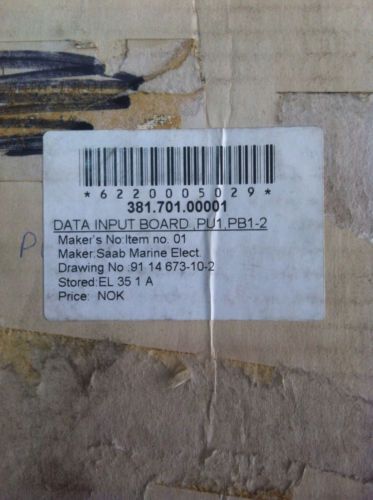 *6220005029*
381.701.00001
DATA INPUT BOARD ,PU1,PB1-2
Maker's No:Item no. 01
Maker:Saab Marine Elect.
Drawing No :91 14 673-10-2
Stored:EL 35 1 A
Price: NOK